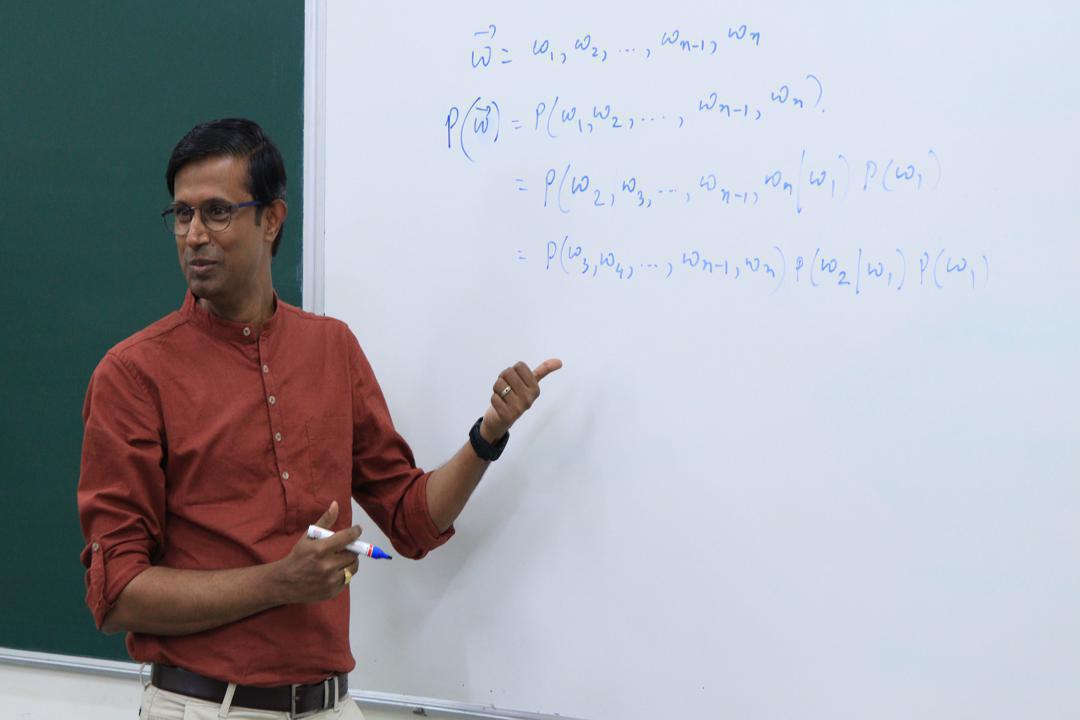 w⃗ = w₁, w₂, ..., wₙ₋₁, wₙ
P(w⃗) = P(w₁, w₂, ..., wₙ₋₁, wₙ).
= P(w₂, w₃, ..., wₙ₋₁, wₙ | w₁) P(w₁)
= P(w₃, w₄, ..., wₙ₋₁, wₙ) P(w₂ | w₁) P(w₁)